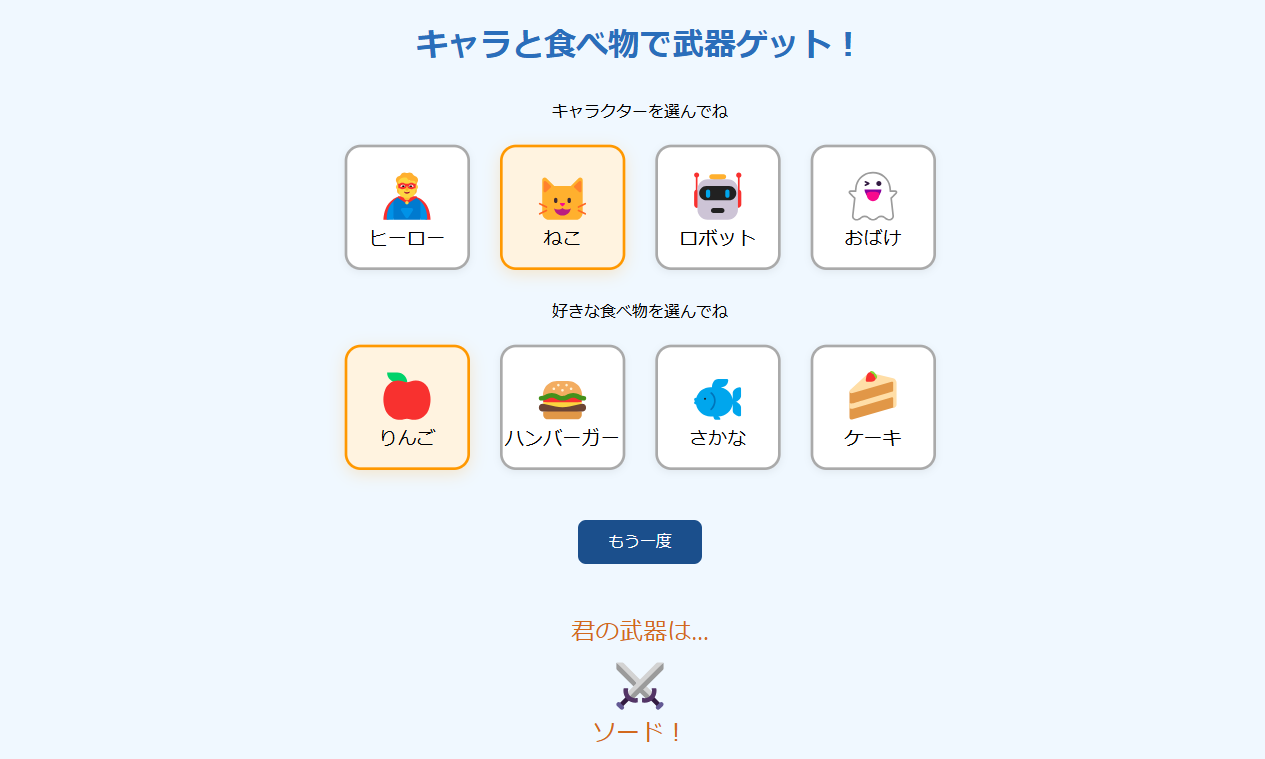 キャラと食べ物で武器ゲット！
キャラクターを選んでね
ヒーロー
ねこ
ロボット
おばけ
好きな食べ物を選んでね
りんご
ハンバーガー
さかな
ケーキ
もう一度
君の武器は...
ソード！